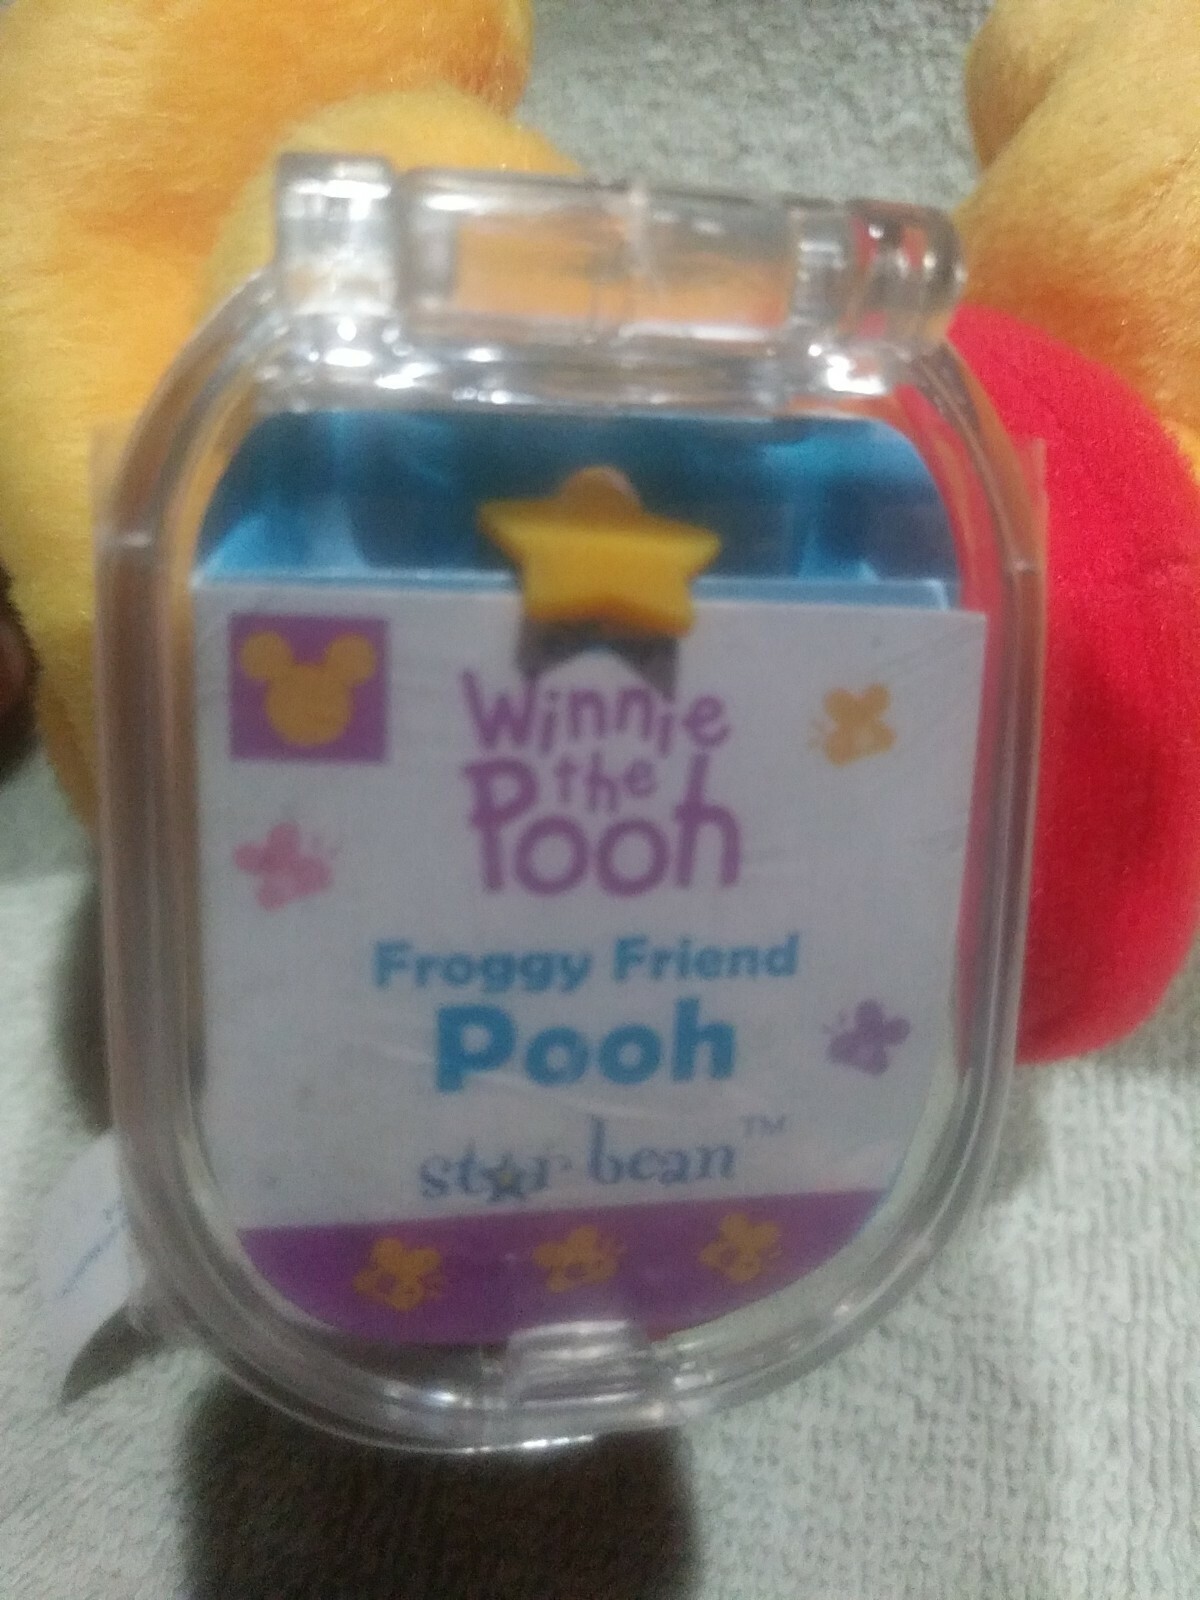 Winnie
the
Pooh
Froggy Friend
Pooh
star bean™